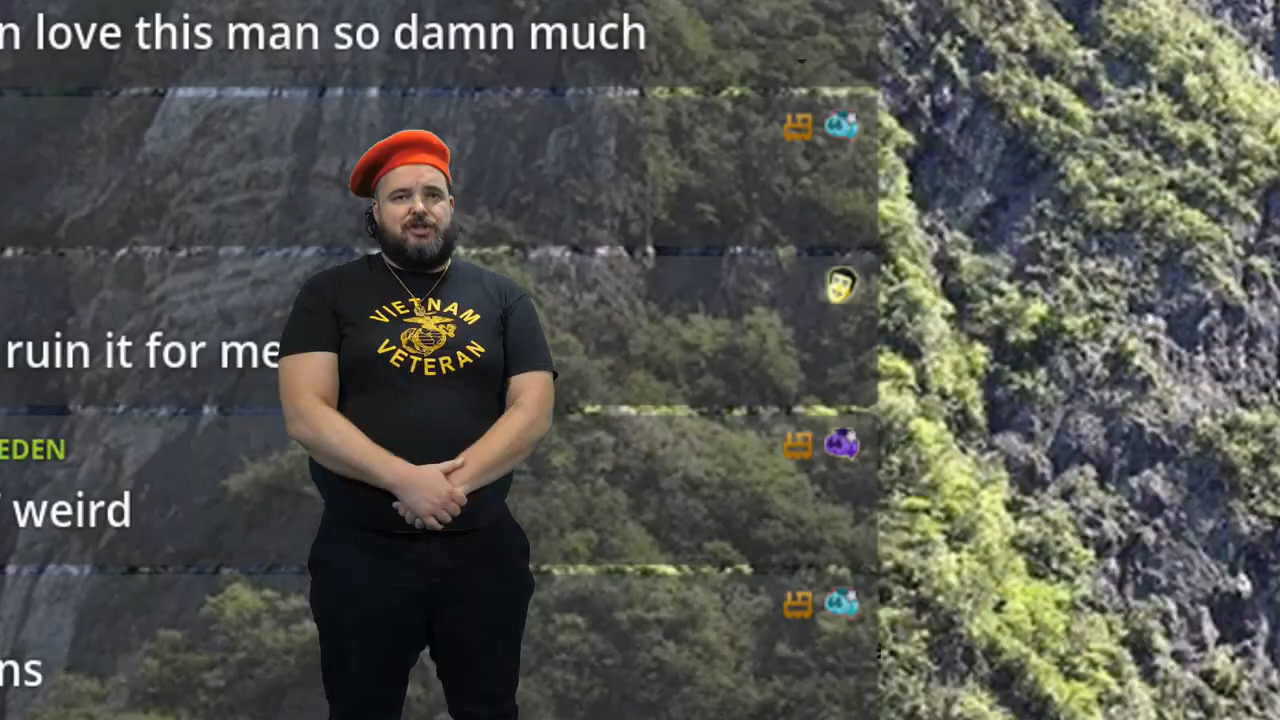 n love this man so damn much
VIETNAM
VETERAN
ruin it for me
EDEN
weird
ns